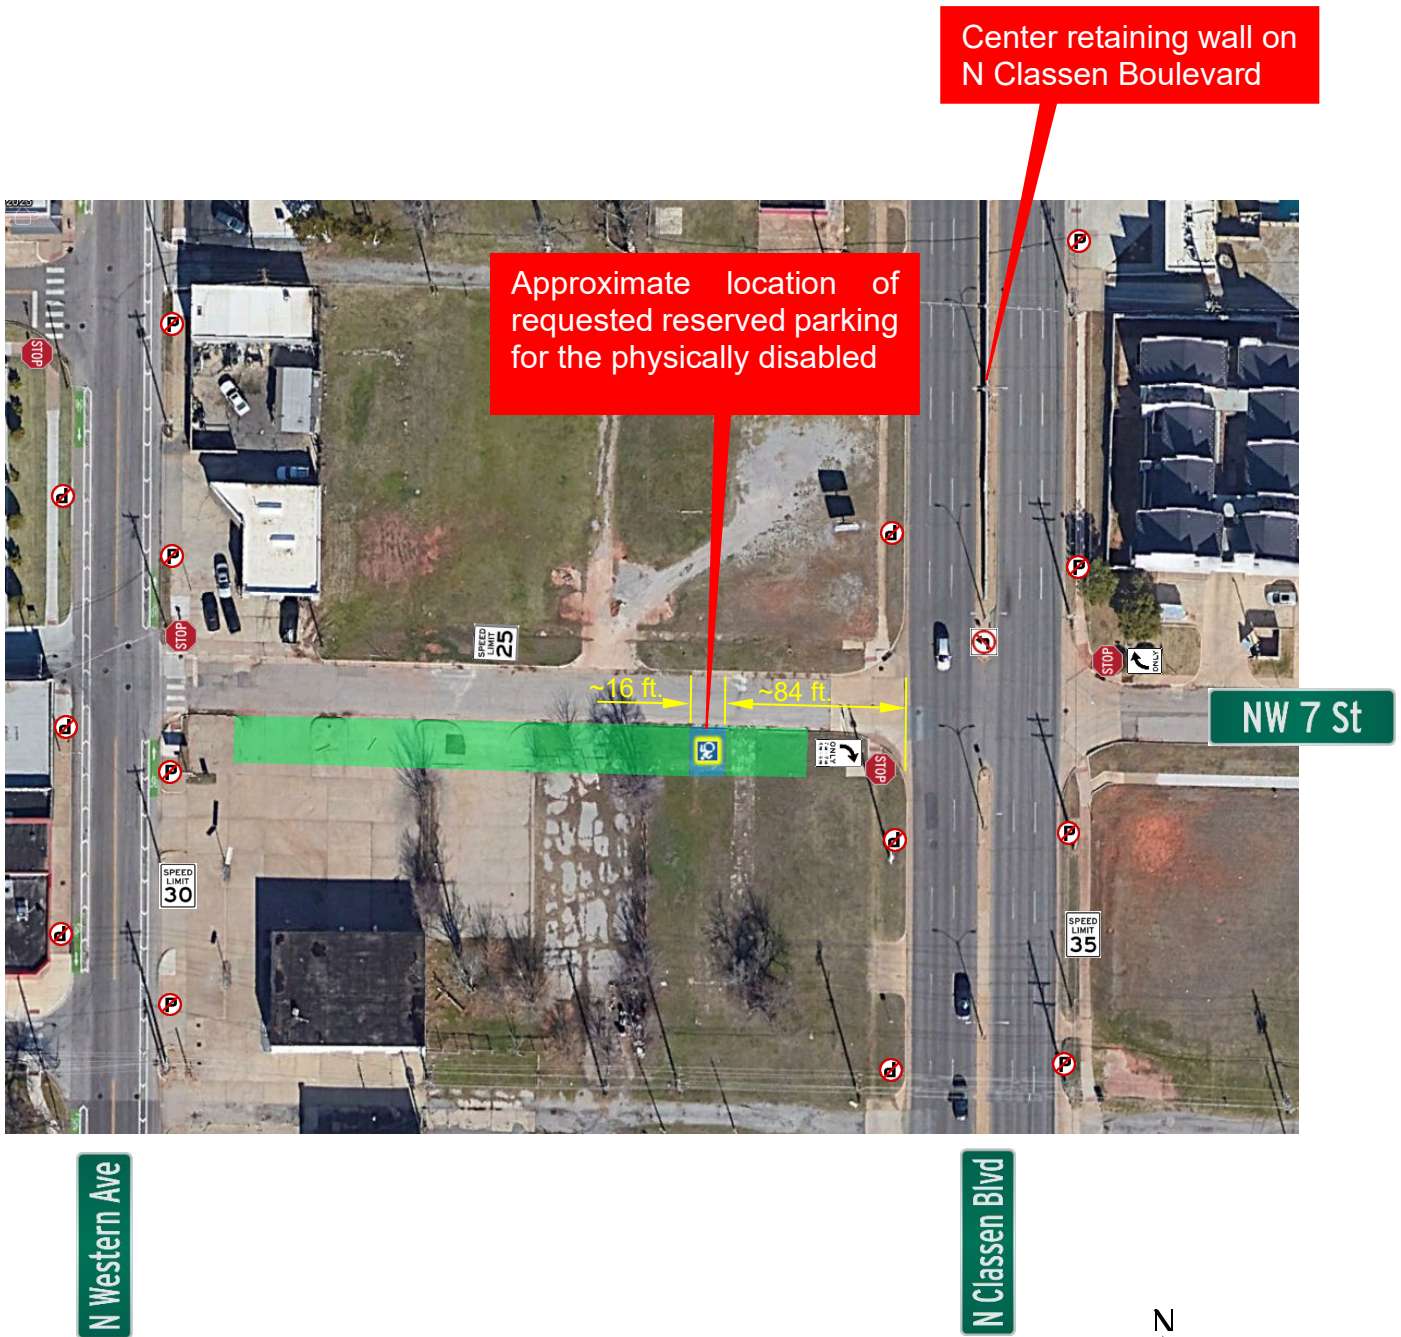 Center retaining wall on
N Classen Boulevard
2023
Approximate location of
requested reserved parking
for the physically disabled
STOP
STOP
SPEED
LIMIT
25
~16 ft.
~84 ft.
STOP
ONLY
NW 7 St
ONLY
STOP
SPEED
LIMIT
30
SPEED
LIMIT
35
N Western Ave
N Classen Blvd
N